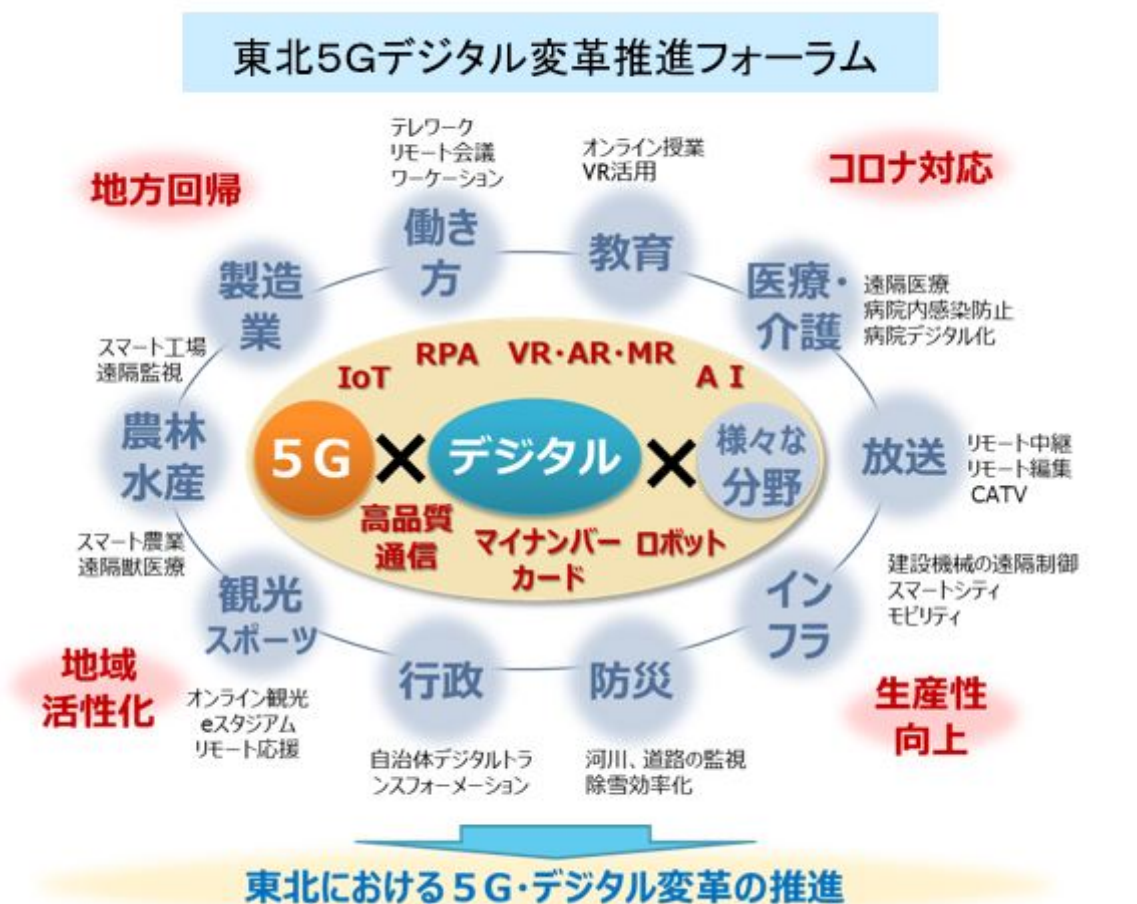 東北5Gデジタル変革推進フォーラム
地方回帰
テレワーク
リモート会議
ワーケーション
オンライン授業
VR活用
コロナ対応
働き
方
教育
製造
業
医療・
介護
遠隔医療
病院内感染防止
病院デジタル化
スマート工場
遠隔監視
IoT
RPA
VR・AR・MR
AI
農林
水産
5G
×
デジタル
×
様々な
分野
放送
リモート中継
リモート編集
CATV
高品質
通信
マイナンバー
カード
ロボット
スマート農業
遠隔獣医療
観光
スポーツ
イン
フラ
建設機械の遠隔制御
スマートシティ
モビリティ
地域
活性化
オンライン観光
eスタジアム
リモート応援
行政
防災
生産性
向上
自治体デジタルトラ
ンスフォーメーション
河川、道路の監視
除雪効率化
東北における5G・デジタル変革の推進